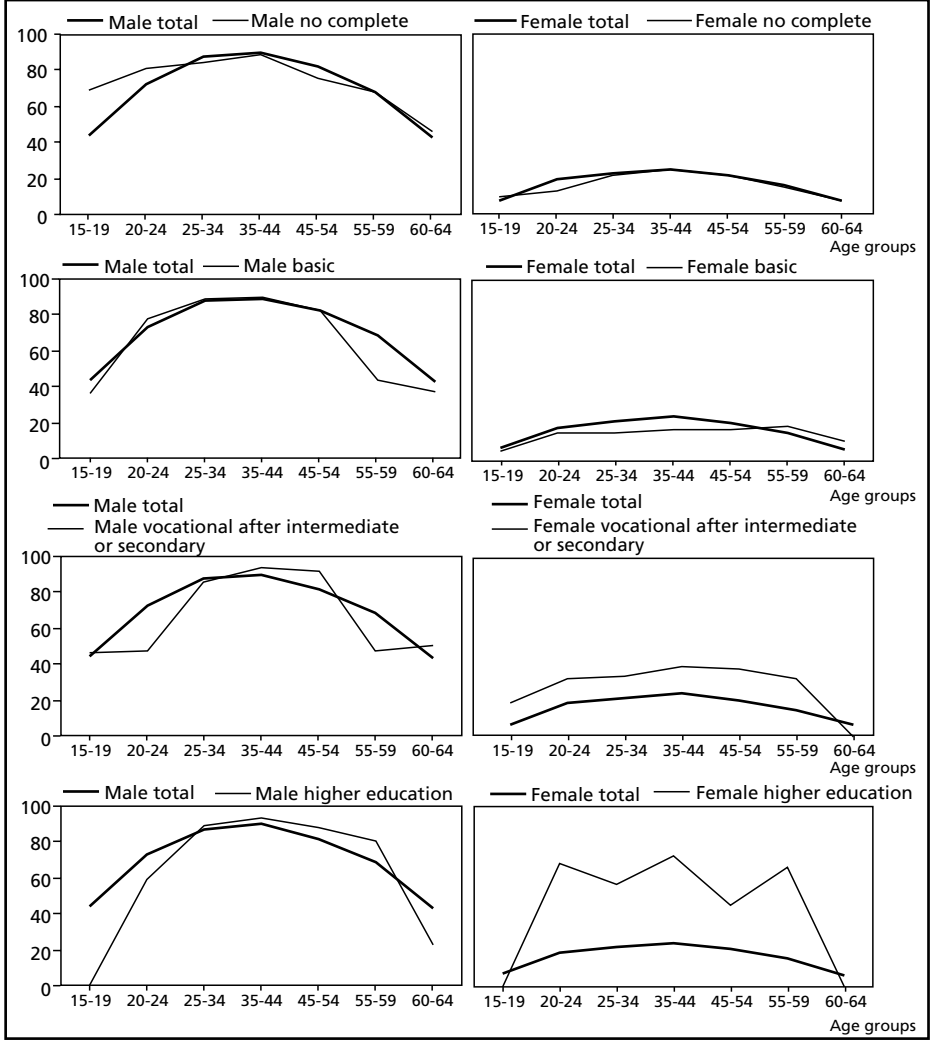 Male total Male no complete
Female total Female no complete
100
80
60
40
20
0
15-19 20-24 25-34 35-44 45-54 55-59 60-64
15-19 20-24 25-34 35-44 45-54 55-59 60-64
Age groups
Male total Male basic
Female total Female basic
100
80
60
40
20
0
15-19 20-24 25-34 35-44 45-54 55-59 60-64
15-19 20-24 25-34 35-44 45-54 55-59 60-64
Age groups
Male total
Male vocational after intermediate
or secondary
Female total
Female vocational after intermediate
or secondary
100
80
60
40
20
0
15-19 20-24 25-34 35-44 45-54 55-59 60-64
15-19 20-24 25-34 35-44 45-54 55-59 60-64
Age groups
Male total Male higher education
Female total Female higher education
100
80
60
40
20
0
15-19 20-24 25-34 35-44 45-54 55-59 60-64
15-19 20-24 25-34 35-44 45-54 55-59 60-64
Age groups